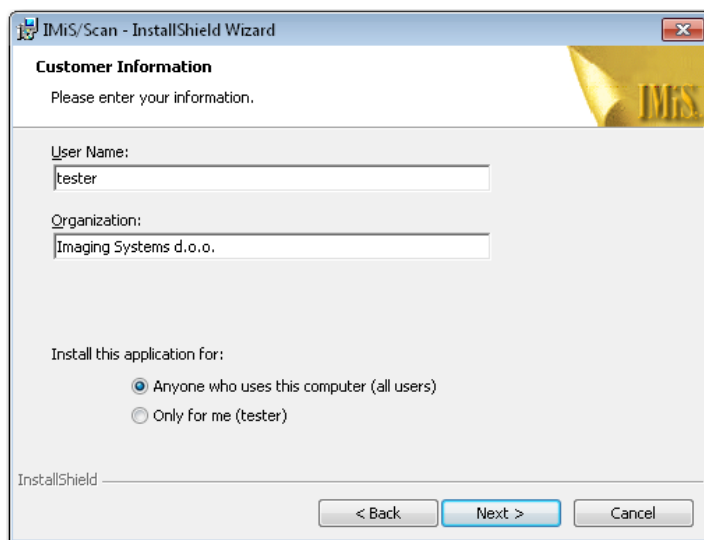 IMiS/Scan - InstallShield Wizard
Customer Information
Please enter your information.
IMiS
User Name:
tester
Organization:
Imaging Systems d.o.o.
Install this application for:
Anyone who uses this computer (all users)
Only for me (tester)
InstallShield
< Back
Next >
Cancel